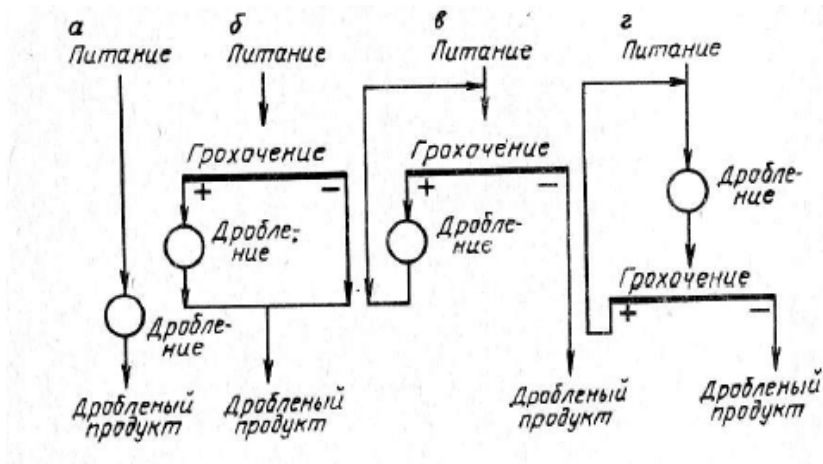 а
Питание
Дробле-
ние
Дробленый
продукт
б
Питание
Грохочение
+ −
Дробле-
ние
Дробленый
продукт
в
Питание
Грохочение
+ −
Дробле-
ние
Дробленый
продукт
г
Питание
Дробле-
ние
Грохочение
+ −
Дробленый
продукт